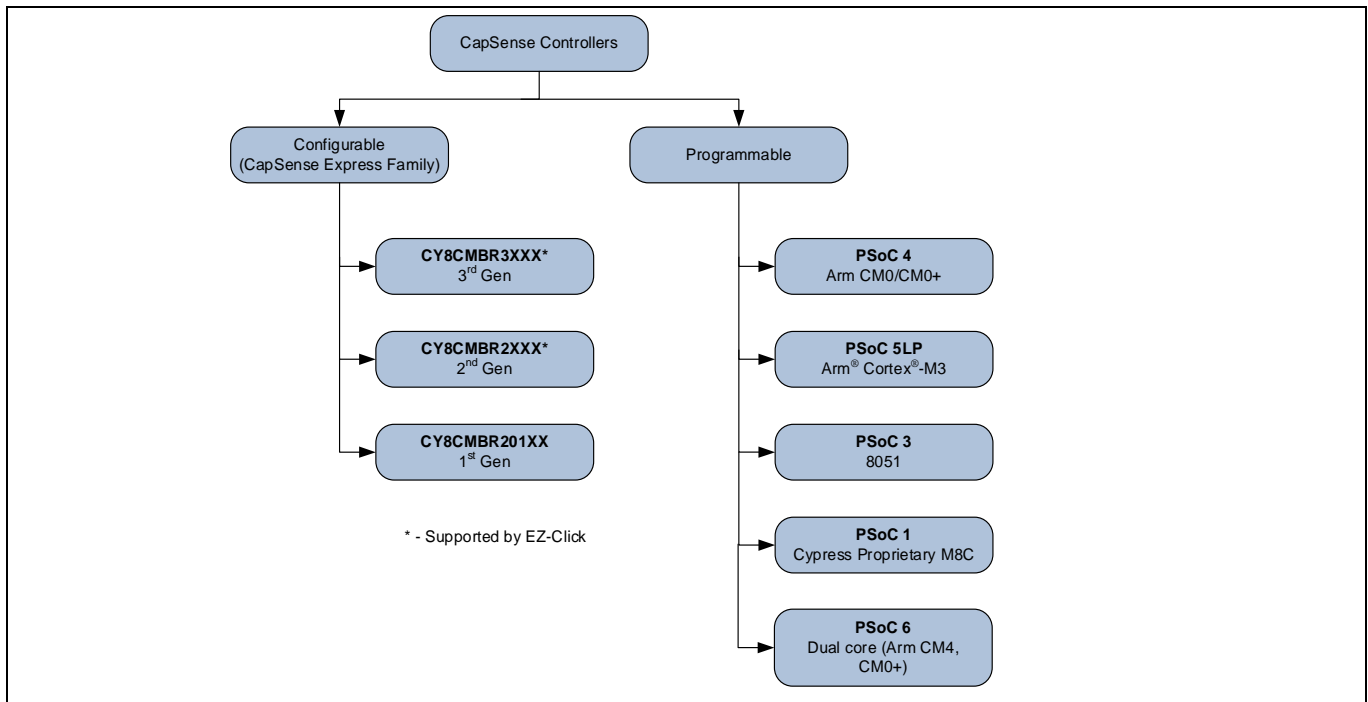 CapSense Controllers
Configurable
(CapSense Express Family)
Programmable
CY8CMBR3XXX*
3rd Gen
CY8CMBR2XXX*
2nd Gen
CY8CMBR201XX
1st Gen
* - Supported by EZ-Click
PSoC 4
Arm CM0/CM0+
PSoC 5LP
Arm® Cortex®-M3
PSoC 3
8051
PSoC 1
Cypress Proprietary M8C
PSoC 6
Dual core (Arm CM4,
CM0+)